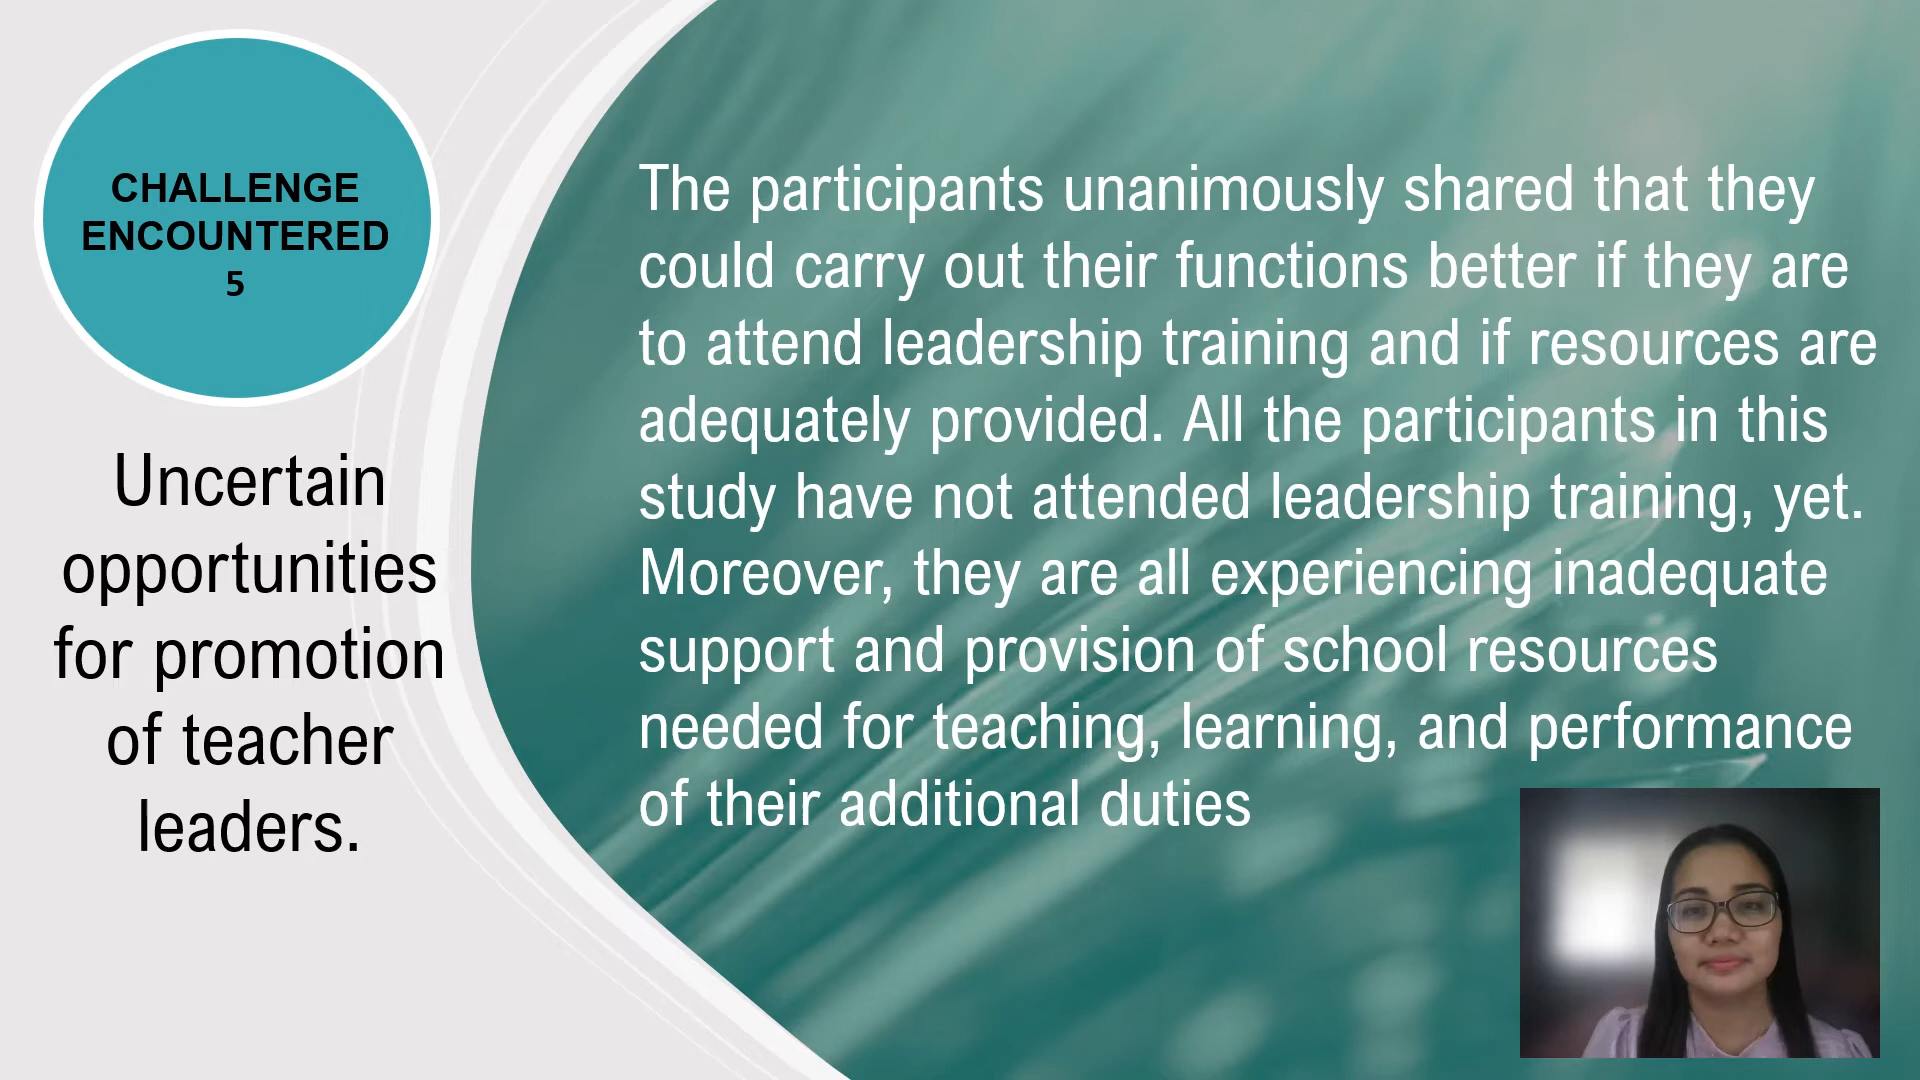 CHALLENGE
ENCOUNTERED
5
Uncertain
opportunities
for promotion
of teacher
leaders.
The participants unanimously shared that they
could carry out their functions better if they are
to attend leadership training and if resources are
adequately provided. All the participants in this
study have not attended leadership training, yet.
Moreover, they are all experiencing inadequate
support and provision of school resources
needed for teaching, learning, and performance
of their additional duties